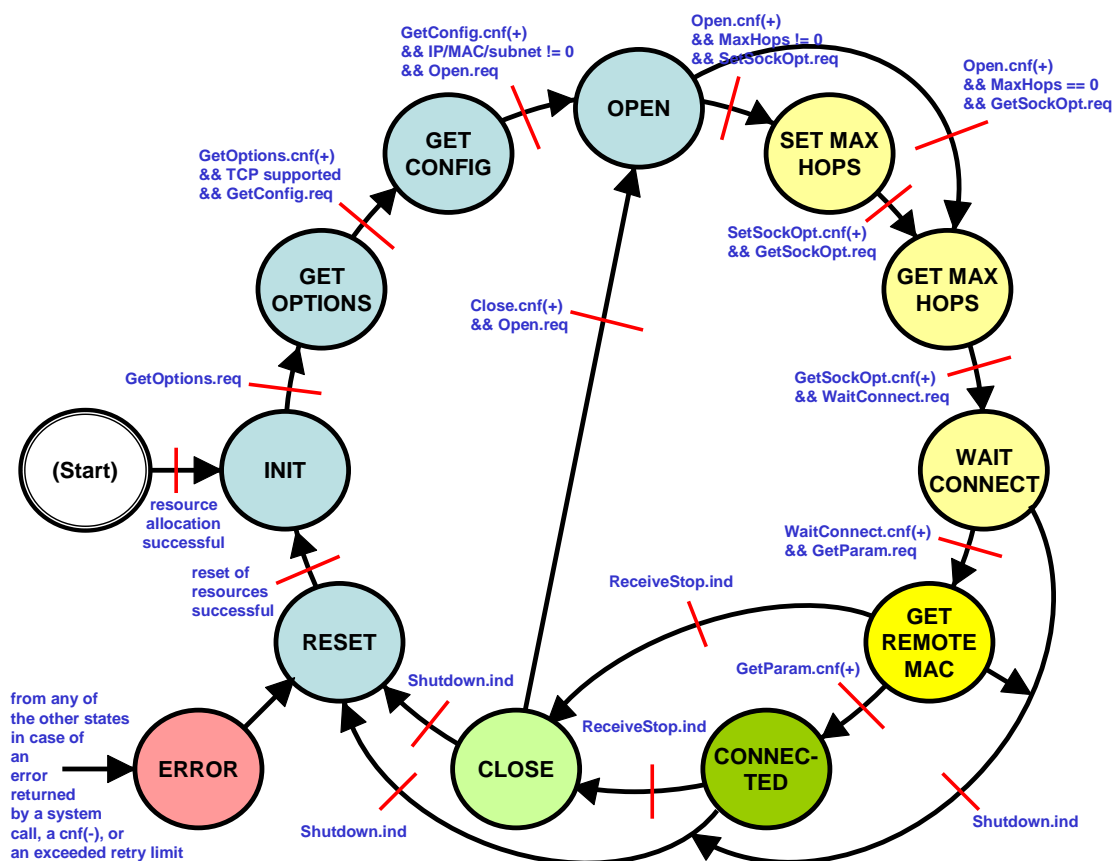 GetConfig.cnf(+)
&& IP/MAC/subnet != 0
&& Open.req
Open.cnf(+)
&& MaxHops != 0
&& SetSockOpt.req
Open.cnf(+)
&& MaxHops == 0
&& GetSockOpt.req
OPEN
GET
CONFIG
SET MAX
HOPS
GetOptions.cnf(+)
&& TCP supported
&& GetConfig.req
SetSockOpt.cnf(+)
&& GetSockOpt.req
GET
OPTIONS
GET MAX
HOPS
Close.cnf(+)
&& Open.req
GetOptions.req
GetSockOpt.cnf(+)
&& WaitConnect.req
(Start)
INIT
WAIT
CONNECT
resource
allocation
successful
WaitConnect.cnf(+)
&& GetParam.req
reset of
resources
successful
ReceiveStop.ind
RESET
GET
REMOTE
MAC
GetParam.cnf(+)
Shutdown.ind
ReceiveStop.ind
from any of
the other states
in case of
an
error
returned
by a system
call, a cnf(-), or
an exceeded retry limit
ERROR
CLOSE
CONNEC-
TED
Shutdown.ind
Shutdown.ind